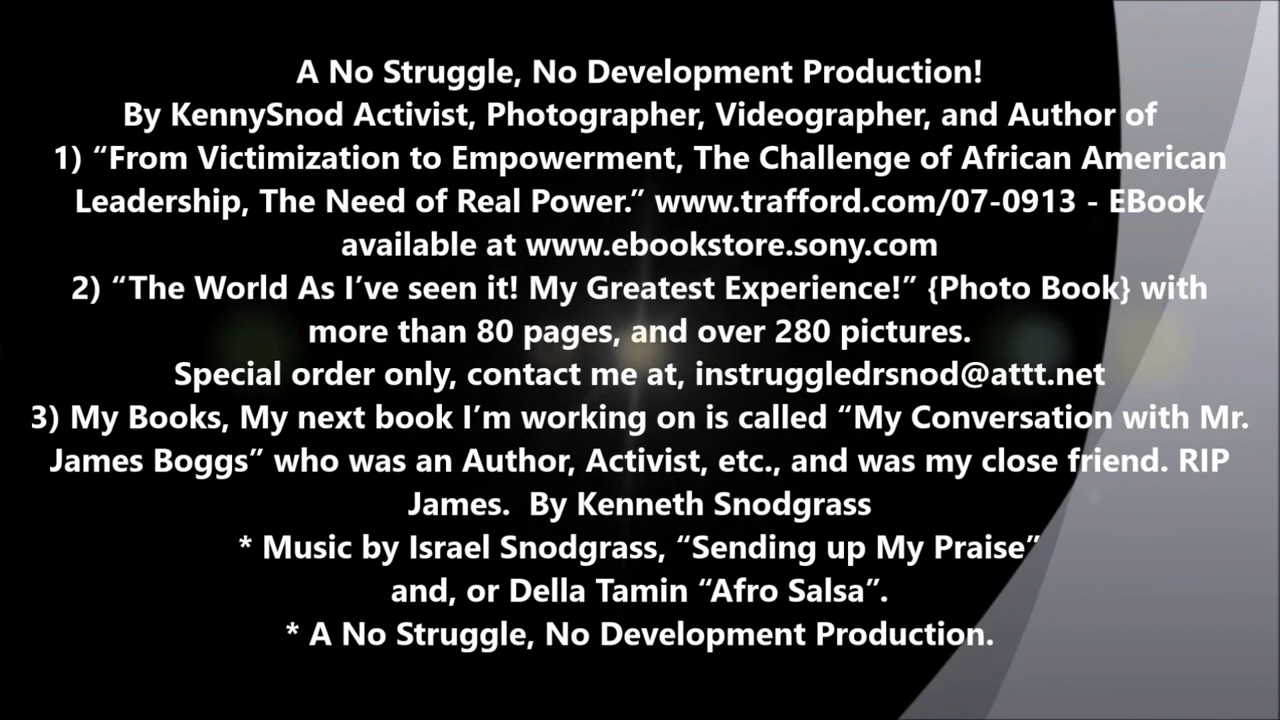 A No Struggle, No Development Production!
By KennySnod Activist, Photographer, Videographer, and Author of
1) “From Victimization to Empowerment, The Challenge of African American
Leadership, The Need of Real Power.” www.trafford.com/07-0913 - EBook
available at www.ebookstore.sony.com
2) “The World As I’ve seen it! My Greatest Experience!” {Photo Book} with
more than 80 pages, and over 280 pictures.
Special order only, contact me at, instruggledrsnod@attt.net
3) My Books, My next book I’m working on is called “My Conversation with Mr.
James Boggs” who was an Author, Activist, etc., and was my close friend. RIP
James.  By Kenneth Snodgrass
* Music by Israel Snodgrass, “Sending up My Praise”
and, or Della Tamin “Afro Salsa”.
* A No Struggle, No Development Production.